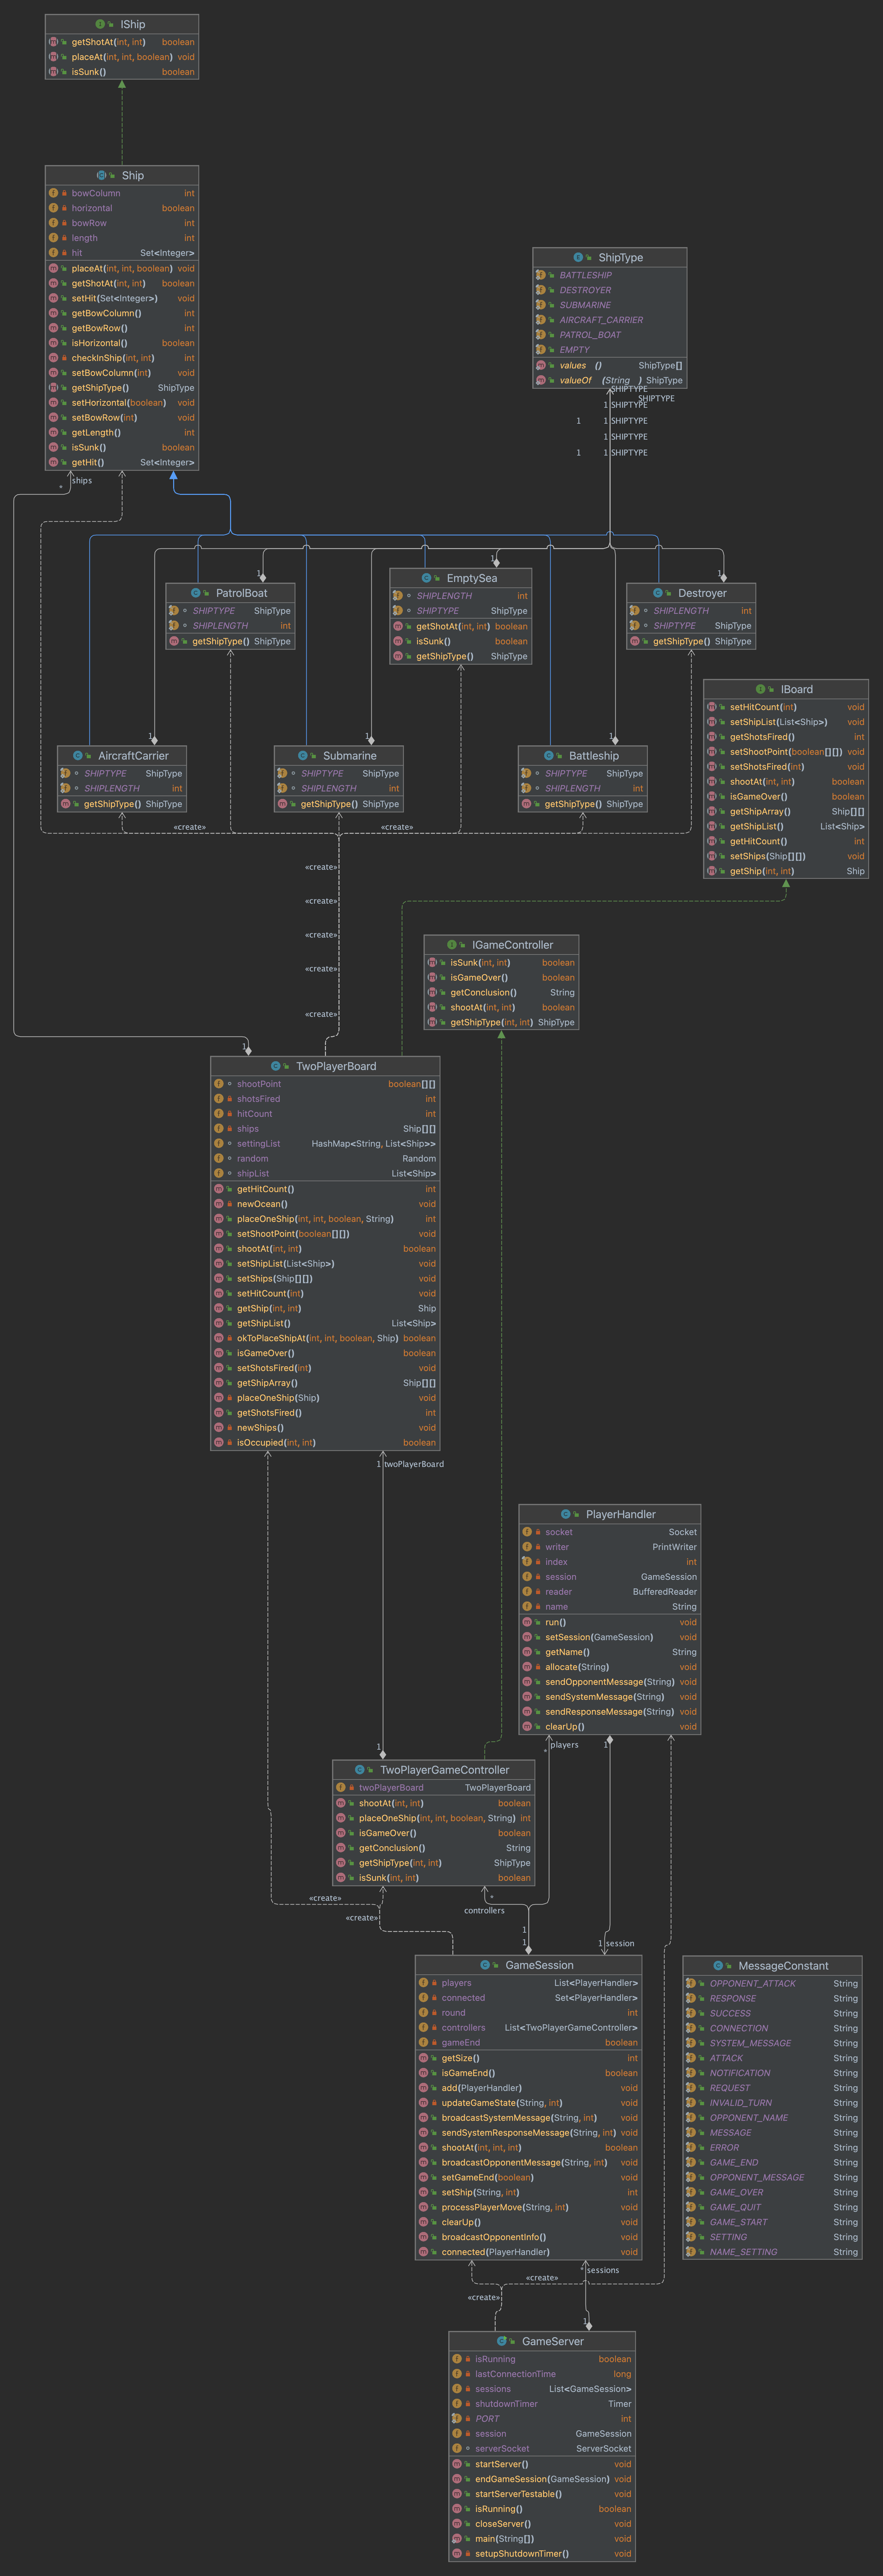 IShip
getShotAt(int, int) boolean
placeAt(int, int, boolean) void
isSunk() boolean
Ship
bowColumn int
horizontal boolean
bowRow int
length int
hit Set<Integer>
placeAt(int, int, boolean) void
getShotAt(int, int) boolean
setHit(Set<Integer>) void
getBowColumn() int
getBowRow() int
isHorizontal() boolean
checkInShip(int, int) int
setBowColumn(int) void
getShipType() ShipType
setHorizontal(boolean) void
setBowRow(int) void
getLength() int
isSunk() boolean
getHit() Set<Integer>
* ships
ShipType
BATTLESHIP
DESTROYER
SUBMARINE
AIRCRAFT_CARRIER
PATROL_BOAT
EMPTY
values () ShipType[]
valueOf (String ) ShipType
SHIPTYPE
SHIPTYPE
1 SHIPTYPE
1 1 SHIPTYPE
1 SHIPTYPE
1 1 SHIPTYPE
1
PatrolBoat
SHIPTYPE ShipType
SHIPLENGTH int
getShipType() ShipType
1
EmptySea
SHIPLENGTH int
SHIPTYPE ShipType
getShotAt(int, int) boolean
isSunk() boolean
getShipType() ShipType
1
Destroyer
SHIPLENGTH int
SHIPTYPE ShipType
getShipType() ShipType
IBoard
setHitCount(int) void
setShipList(List<Ship>) void
getShotsFired() int
setShootPoint(boolean[][]) void
setShotsFired(int) void
shootAt(int, int) boolean
isGameOver() boolean
getShipArray() Ship[][]
getShipList() List<Ship>
getHitCount() int
setShips(Ship[][]) void
getShip(int, int) Ship
1
AircraftCarrier
SHIPTYPE ShipType
SHIPLENGTH int
getShipType() ShipType
1
Submarine
SHIPTYPE ShipType
SHIPLENGTH int
getShipType() ShipType
1
Battleship
SHIPTYPE ShipType
SHIPLENGTH int
getShipType() ShipType
«create» «create»
«create»
«create»
«create»
«create»
«create»
IGameController
isSunk(int, int) boolean
isGameOver() boolean
getConclusion() String
shootAt(int, int) boolean
getShipType(int, int) ShipType
1
TwoPlayerBoard
shootPoint boolean[][]
shotsFired int
hitCount int
ships Ship[][]
settingList HashMap<String, List<Ship>>
random Random
shipList List<Ship>
getHitCount() int
newOcean() void
placeOneShip(int, int, boolean, String) int
setShootPoint(boolean[][]) void
shootAt(int, int) boolean
setShipList(List<Ship>) void
setShips(Ship[][]) void
setHitCount(int) void
getShip(int, int) Ship
getShipList() List<Ship>
okToPlaceShipAt(int, int, boolean, Ship) boolean
isGameOver() boolean
setShotsFired(int) void
getShipArray() Ship[][]
placeOneShip(Ship) void
getShotsFired() int
newShips() void
isOccupied(int, int) boolean
1 twoPlayerBoard
PlayerHandler
socket Socket
writer PrintWriter
index int
session GameSession
reader BufferedReader
name String
run() void
setSession(GameSession) void
getName() String
allocate(String) void
sendOpponentMessage(String) void
sendSystemMessage(String) void
sendResponseMessage(String) void
clearUp() void
* players
1
1
TwoPlayerGameController
twoPlayerBoard TwoPlayerBoard
shootAt(int, int) boolean
placeOneShip(int, int, boolean, String) int
isGameOver() boolean
getConclusion() String
getShipType(int, int) ShipType
isSunk(int, int) boolean
«create»
«create»
*
controllers
1
1
1 session
GameSession
players List<PlayerHandler>
connected Set<PlayerHandler>
round int
controllers List<TwoPlayerGameController>
gameEnd boolean
getSize() int
isGameEnd() boolean
add(PlayerHandler) void
updateGameState(String, int) void
broadcastSystemMessage(String, int) void
sendSystemResponseMessage(String, int) void
shootAt(int, int, int) boolean
broadcastOpponentMessage(String, int) void
setGameEnd(boolean) void
setShip(String, int) int
processPlayerMove(String, int) void
clearUp() void
broadcastOpponentInfo() void
connected(PlayerHandler) void
MessageConstant
OPPONENT_ATTACK String
RESPONSE String
SUCCESS String
CONNECTION String
SYSTEM_MESSAGE String
ATTACK String
NOTIFICATION String
REQUEST String
INVALID_TURN String
OPPONENT_NAME String
MESSAGE String
ERROR String
GAME_END String
OPPONENT_MESSAGE String
GAME_OVER String
GAME_QUIT String
GAME_START String
SETTING String
NAME_SETTING String
* sessions
«create»
«create»
1
GameServer
isRunning boolean
lastConnectionTime long
sessions List<GameSession>
shutdownTimer Timer
PORT int
session GameSession
serverSocket ServerSocket
startServer() void
endGameSession(GameSession) void
startServerTestable() void
isRunning() boolean
closeServer() void
main(String[]) void
setupShutdownTimer() void